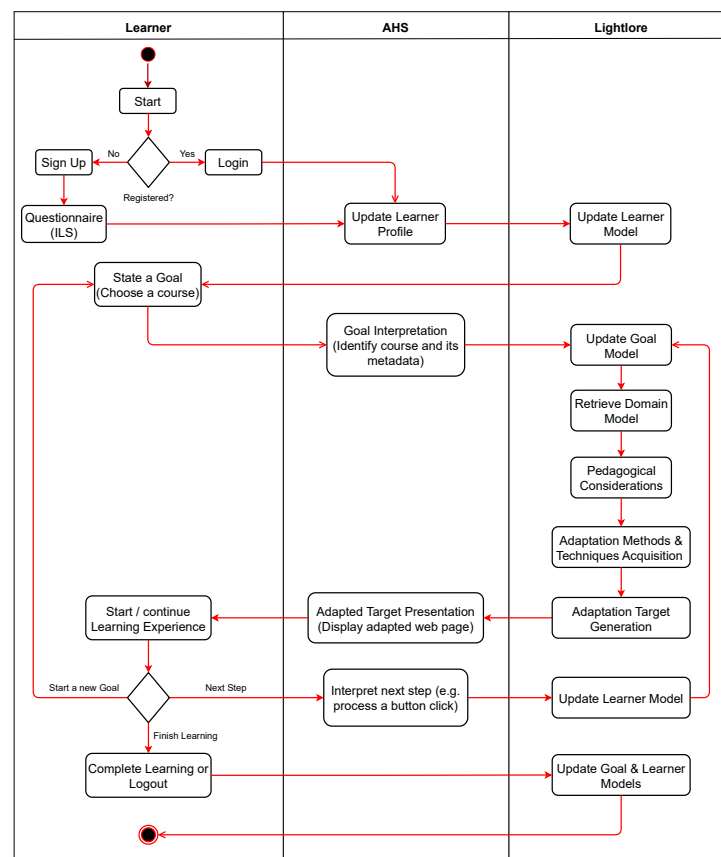 Learner
AHS
Lightlore
Start
No
Yes
Sign Up
Login
Registered?
Questionnaire
(ILS)
Update Learner
Profile
Update Learner
Model
State a Goal
(Choose a course)
Goal Interpretation
(Identify course and its
metadata)
Update Goal
Model
Retrieve Domain
Model
Pedagogical
Considerations
Adaptation Methods &
Techniques Acquisition
Start / continue
Learning Experience
Adapted Target Presentation
(Display adapted web page)
Adaptation Target
Generation
Start a new Goal
Next Step
Interpret next step (e.g.
process a button click)
Update Learner Model
Finish Learning
Complete Learning or
Logout
Update Goal & Learner
Models